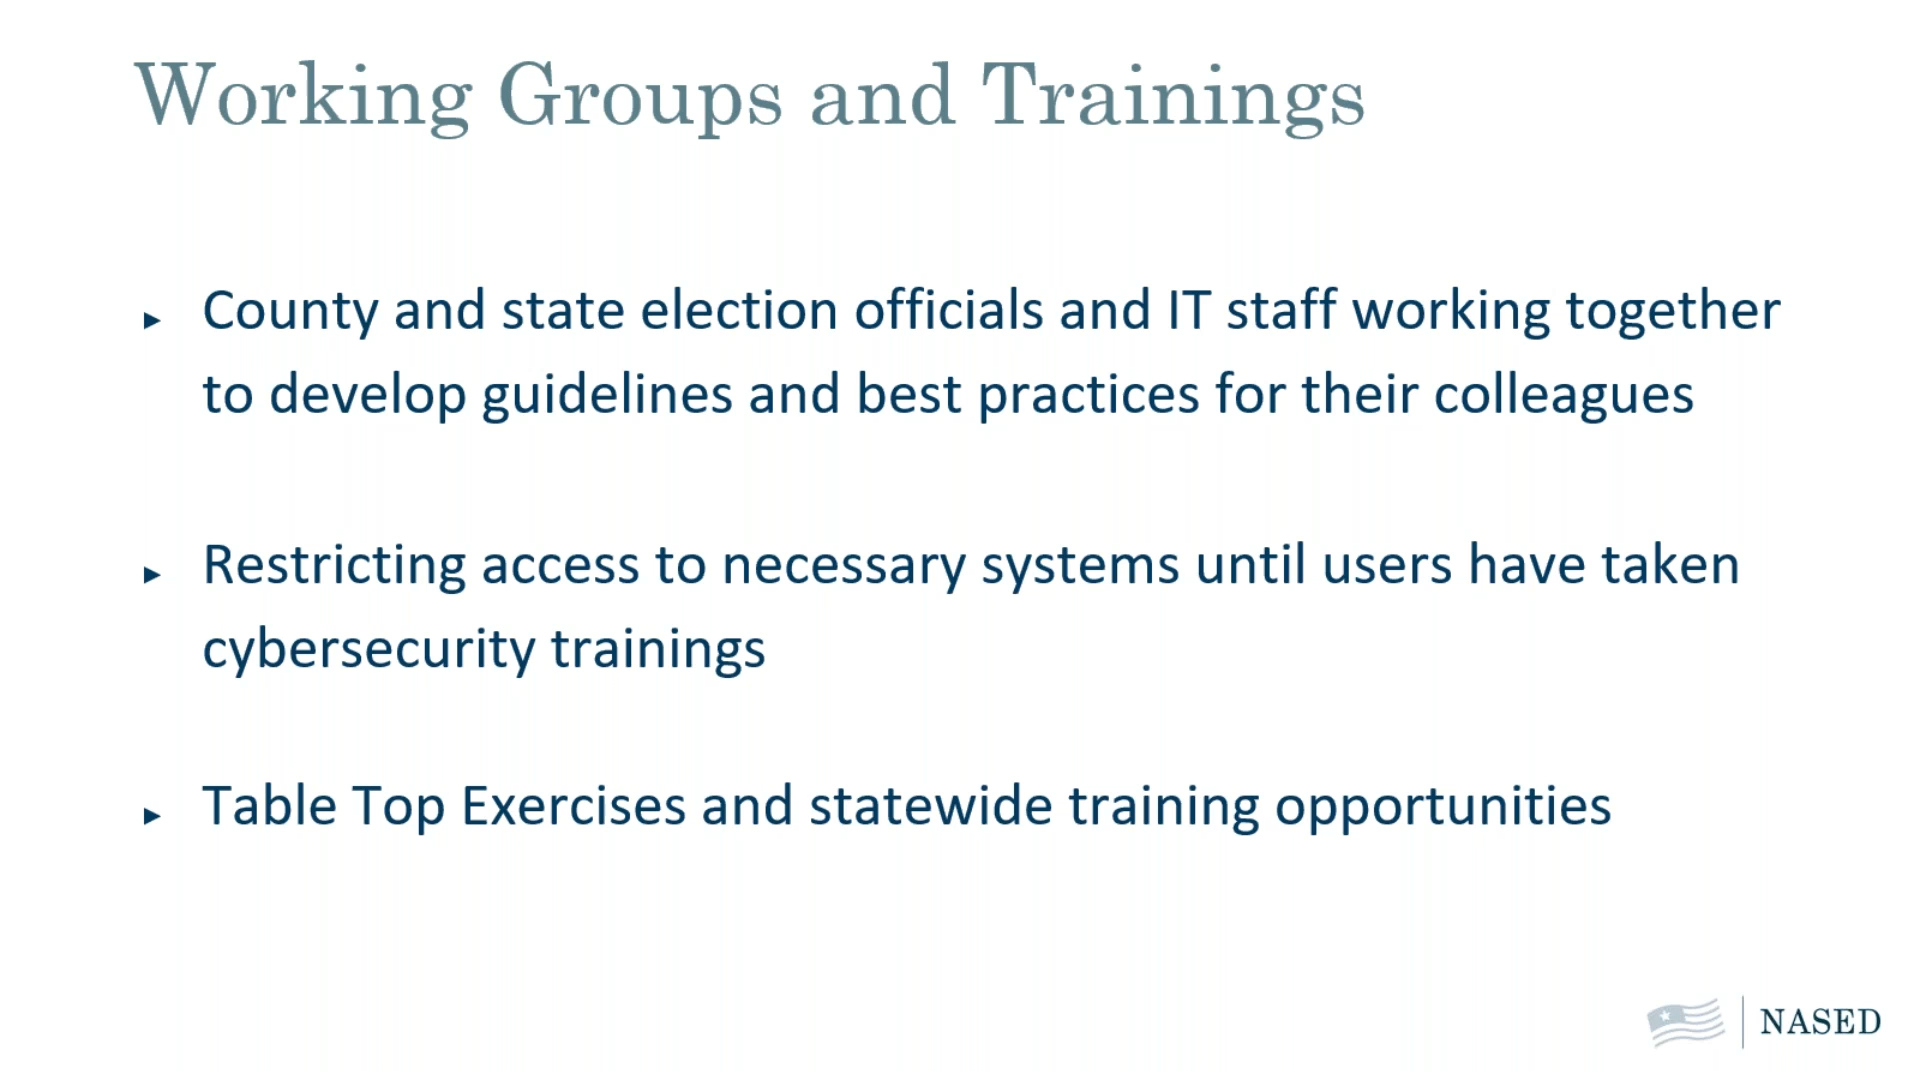 Working Groups and Trainings
► County and state election officials and IT staff working together
to develop guidelines and best practices for their colleagues
► Restricting access to necessary systems until users have taken
cybersecurity trainings
► Table Top Exercises and statewide training opportunities
NASED